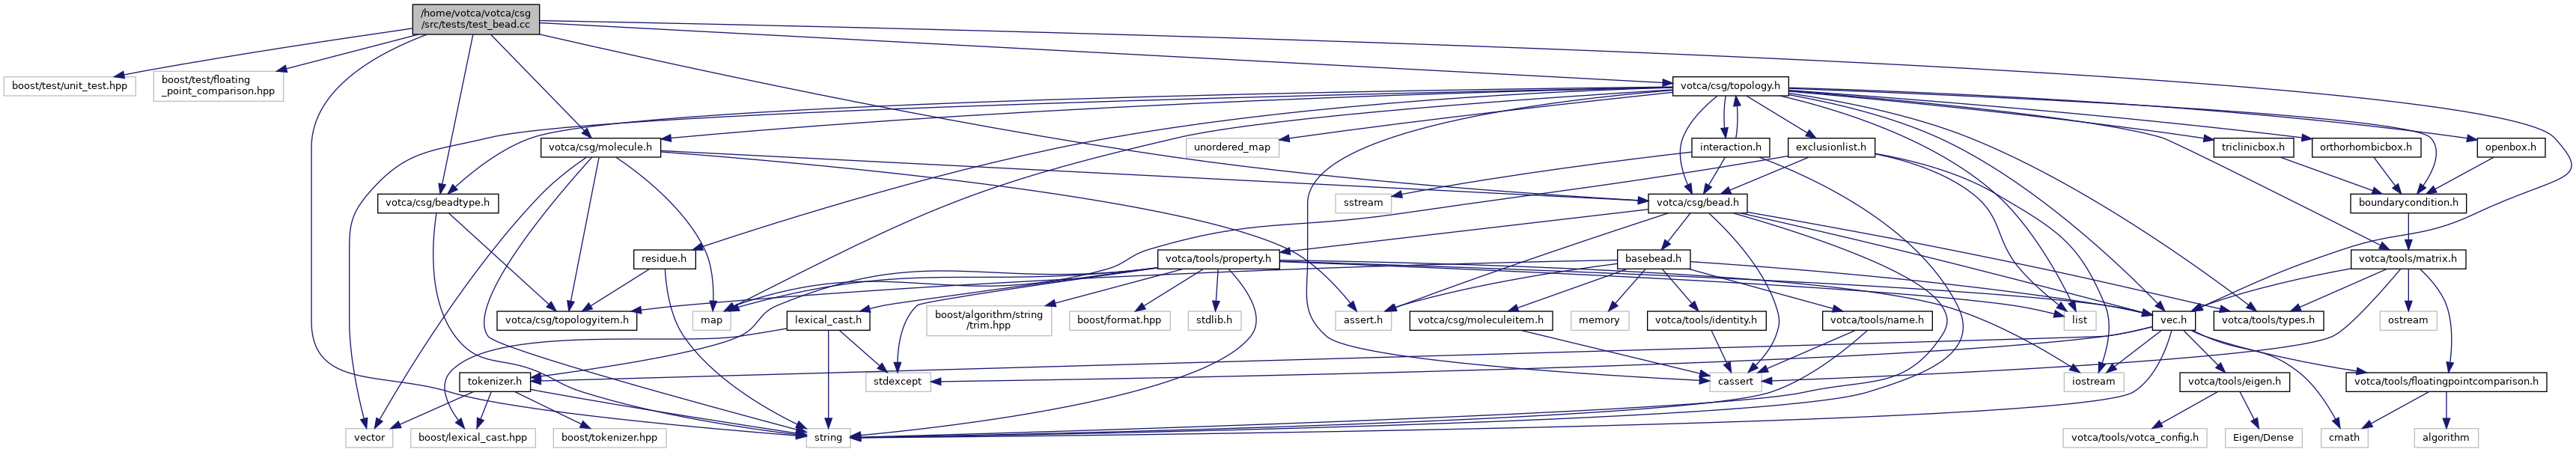 /home/votca/votca/csg
/src/tests/test_bead.cc
boost/test/unit_test.hpp
boost/test/floating
_point_comparison.hpp
votca/csg/topology.h
votca/csg/molecule.h
unordered_map
interaction.h
exclusionlist.h
triclinicbox.h
orthorhombicbox.h
openbox.h
votca/csg/beadtype.h
sstream
votca/csg/bead.h
boundarycondition.h
residue.h
votca/tools/property.h
basebead.h
votca/tools/matrix.h
votca/csg/topologyitem.h
map
lexical_cast.h
boost/algorithm/string
/trim.hpp
boost/format.hpp
stdlib.h
assert.h
votca/csg/moleculeitem.h
memory
votca/tools/identity.h
votca/tools/name.h
list
vec.h
votca/tools/types.h
ostream
tokenizer.h
stdexcept
cassert
iostream
votca/tools/eigen.h
votca/tools/floatingpointcomparison.h
vector
boost/lexical_cast.hpp
boost/tokenizer.hpp
string
votca/tools/votca_config.h
Eigen/Dense
cmath
algorithm